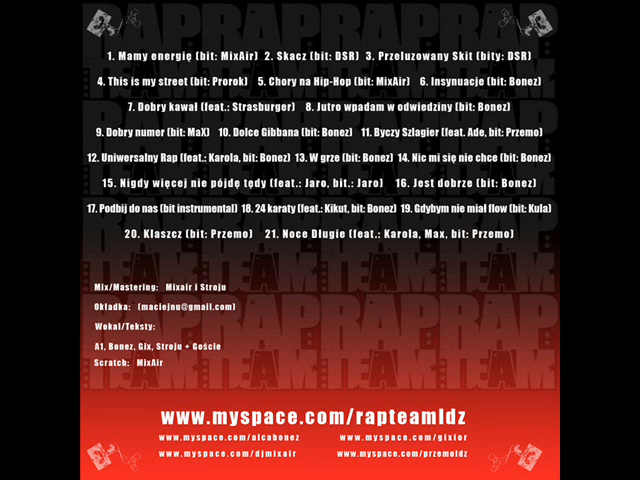 1. Mamy energię (bit: MixAir) 2. Skacz (bit: DSR) 3. Przeluzowany Skit (bity: DSR)
4. This is my street (bit: Prorok) 5. Chory na Hip-Hop (bit: MixAir) 6. Insynuacje (bit: Bonez)
7. Dobry kawał (feat.: Strasburger) 8. Jutro wpadam w odwiedziny (bit: Bonez)
9. Dobry numer (bit: MaX) 10. Dolce Gibbana (bit: Bonez) 11. Byczy Szlagier (feat. Ade, bit: Przemo)
12. Uniwersalny Rap (feat.: Karola, bit: Bonez) 13. W grze (bit: Bonez) 14. Nic mi się nie chce (bit: Bonez)
15. Nigdy więcej nie pójdę tędy (feat.: Jaro, bit.: Jaro) 16. Jest dobrze (bit: Bonez)
17. Podbij do nas (bit instrumental) 18. 24 karaty (feat.: Kikut, bit: Bonez) 19. Gdybym nie miał flow (bit: Kula)
20. Klaszcz (bit: Przemo) 21. Noce Długie (feat.: Karola, Max, bit: Przemo)
Mix/Mastering: Mixair i Stroju
Okładka: (maciejnu@gmail.com)
Wokal/Teksty:
A1, Bonez, Gix, Stroju + Goście
Scratch: MixAir
www.myspace.com/rapteamldz
www.myspace.com/alcabonez www.myspace.com/gixior
www.myspace.com/djmixair www.myspace.com/przemoldz